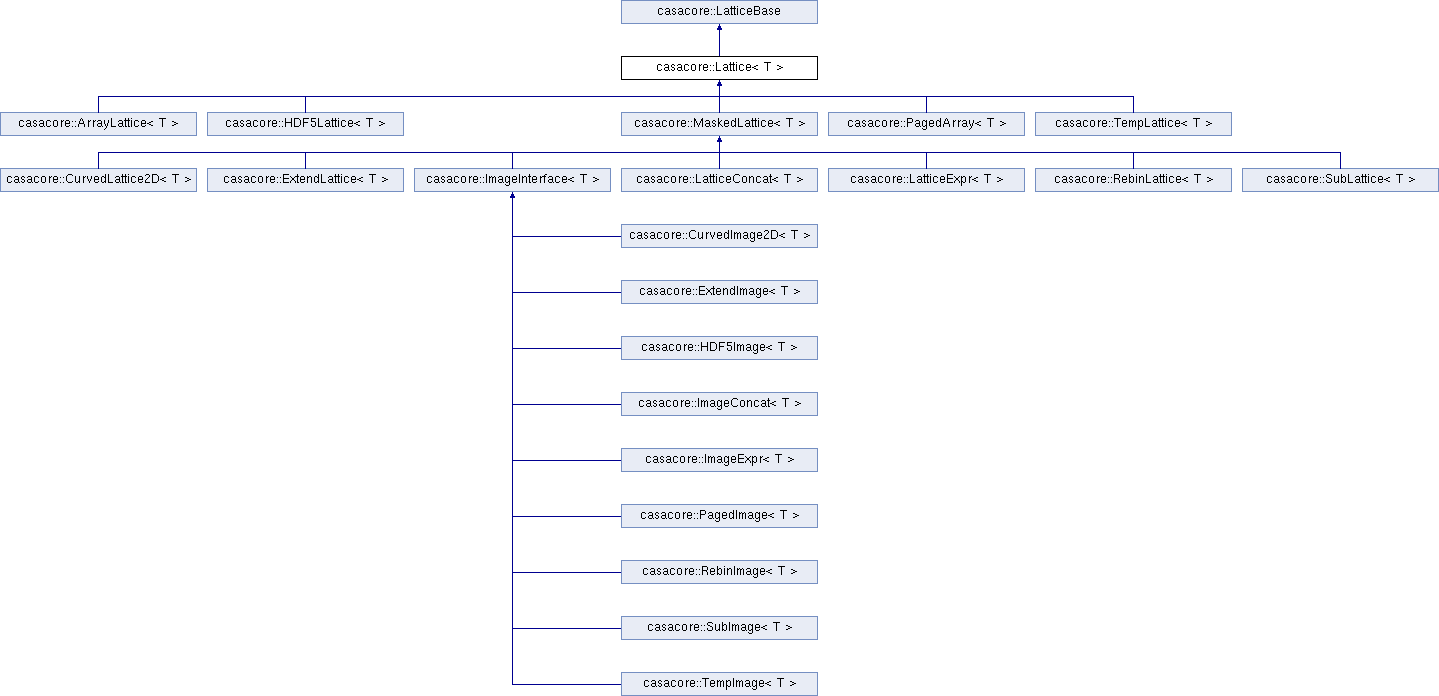 casacore::LatticeBase
casacore::Lattice< T >
casacore::ArrayLattice< T >
casacore::HDF5Lattice< T >
casacore::MaskedLattice< T >
casacore::PagedArray< T >
casacore::TempLattice< T >
casacore::CurvedLattice2D< T >
casacore::ExtendLattice< T >
casacore::ImageInterface< T >
casacore::LatticeConcat< T >
casacore::LatticeExpr< T >
casacore::RebinLattice< T >
casacore::SubLattice< T >
casacore::CurvedImage2D< T >
casacore::ExtendImage< T >
casacore::HDF5Image< T >
casacore::ImageConcat< T >
casacore::ImageExpr< T >
casacore::PagedImage< T >
casacore::RebinImage< T >
casacore::SubImage< T >
casacore::TempImage< T >